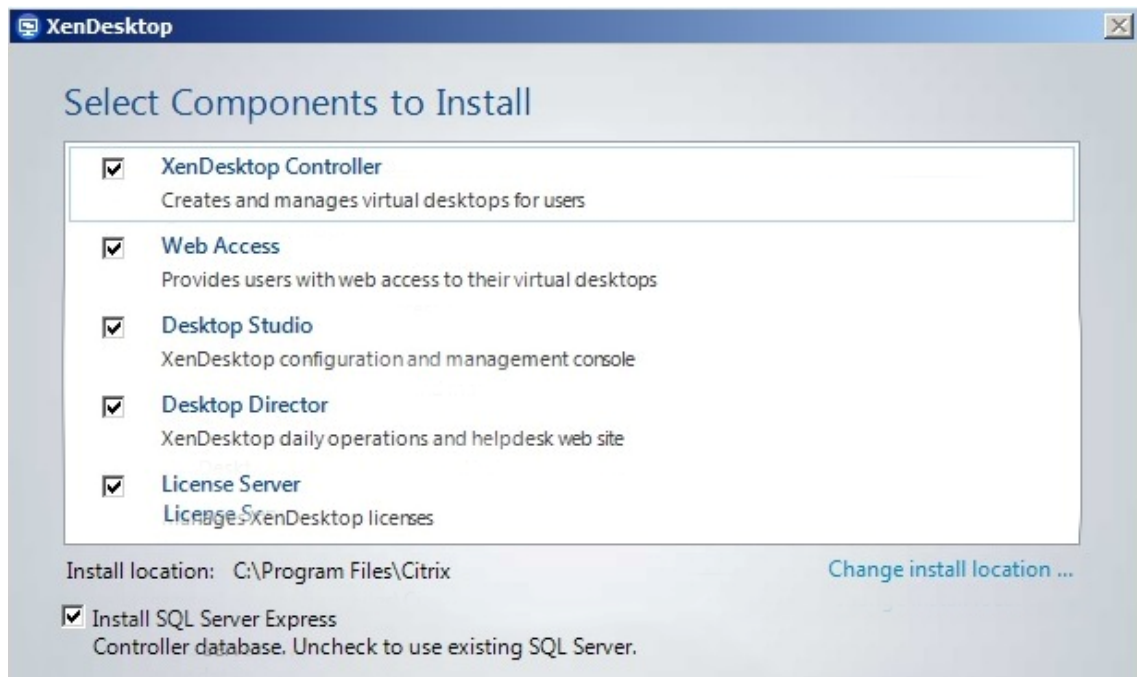 XenDesktop
Select Components to Install
XenDesktop Controller
Creates and manages virtual desktops for users
Web Access
Provides users with web access to their virtual desktops
Desktop Studio
XenDesktop configuration and management console
Desktop Director
XenDesktop daily operations and helpdesk web site
License Server
XenDesktop licenses
Install location: C:\Program Files\Citrix
Change install location ...
Install SQL Server Express
Controller database. Uncheck to use existing SQL Server.